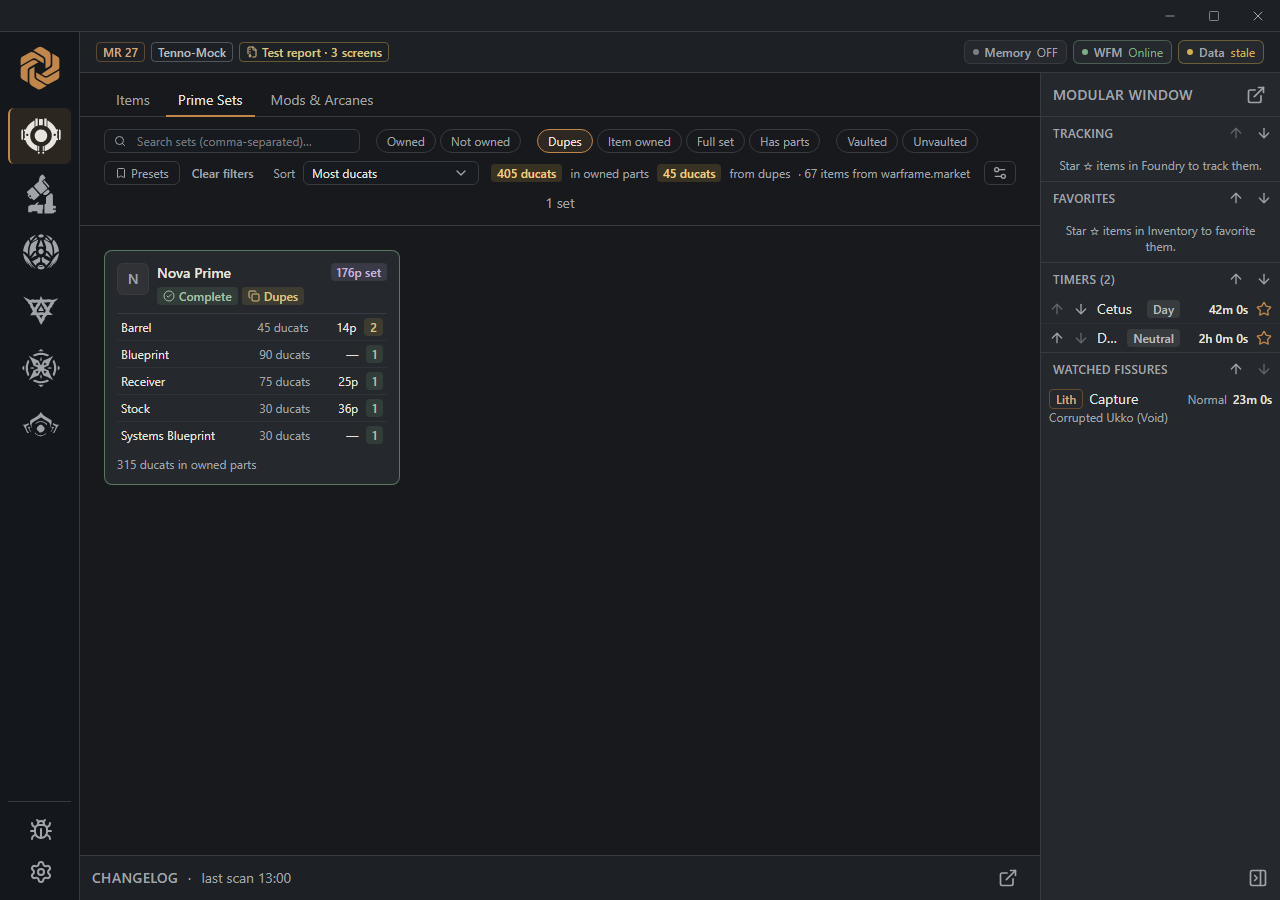 MR 27 Tenno-Mock Test report · 3 screens Memory OFF WFM Online Data stale
Items Prime Sets Mods & Arcanes
Search sets (comma-separated)... Owned Not owned Dupes Item owned Full set Has parts Vaulted Unvaulted
Presets Clear filters Sort Most ducats 405 ducats in owned parts 45 ducats from dupes · 67 items from warframe.market
1 set
N Nova Prime 176p set
Complete Dupes
Barrel 45 ducats 14p 2
Blueprint 90 ducats — 1
Receiver 75 ducats 25p 1
Stock 30 ducats 36p 1
Systems Blueprint 30 ducats — 1
315 ducats in owned parts
MODULAR WINDOW
TRACKING
Star ☆ items in Foundry to track them.
FAVORITES
Star ☆ items in Inventory to favorite
them.
TIMERS (2)
Cetus Day 42m 0s
D... Neutral 2h 0m 0s
WATCHED FISSURES
Lith Capture Normal 23m 0s
Corrupted Ukko (Void)
CHANGELOG · last scan 13:00